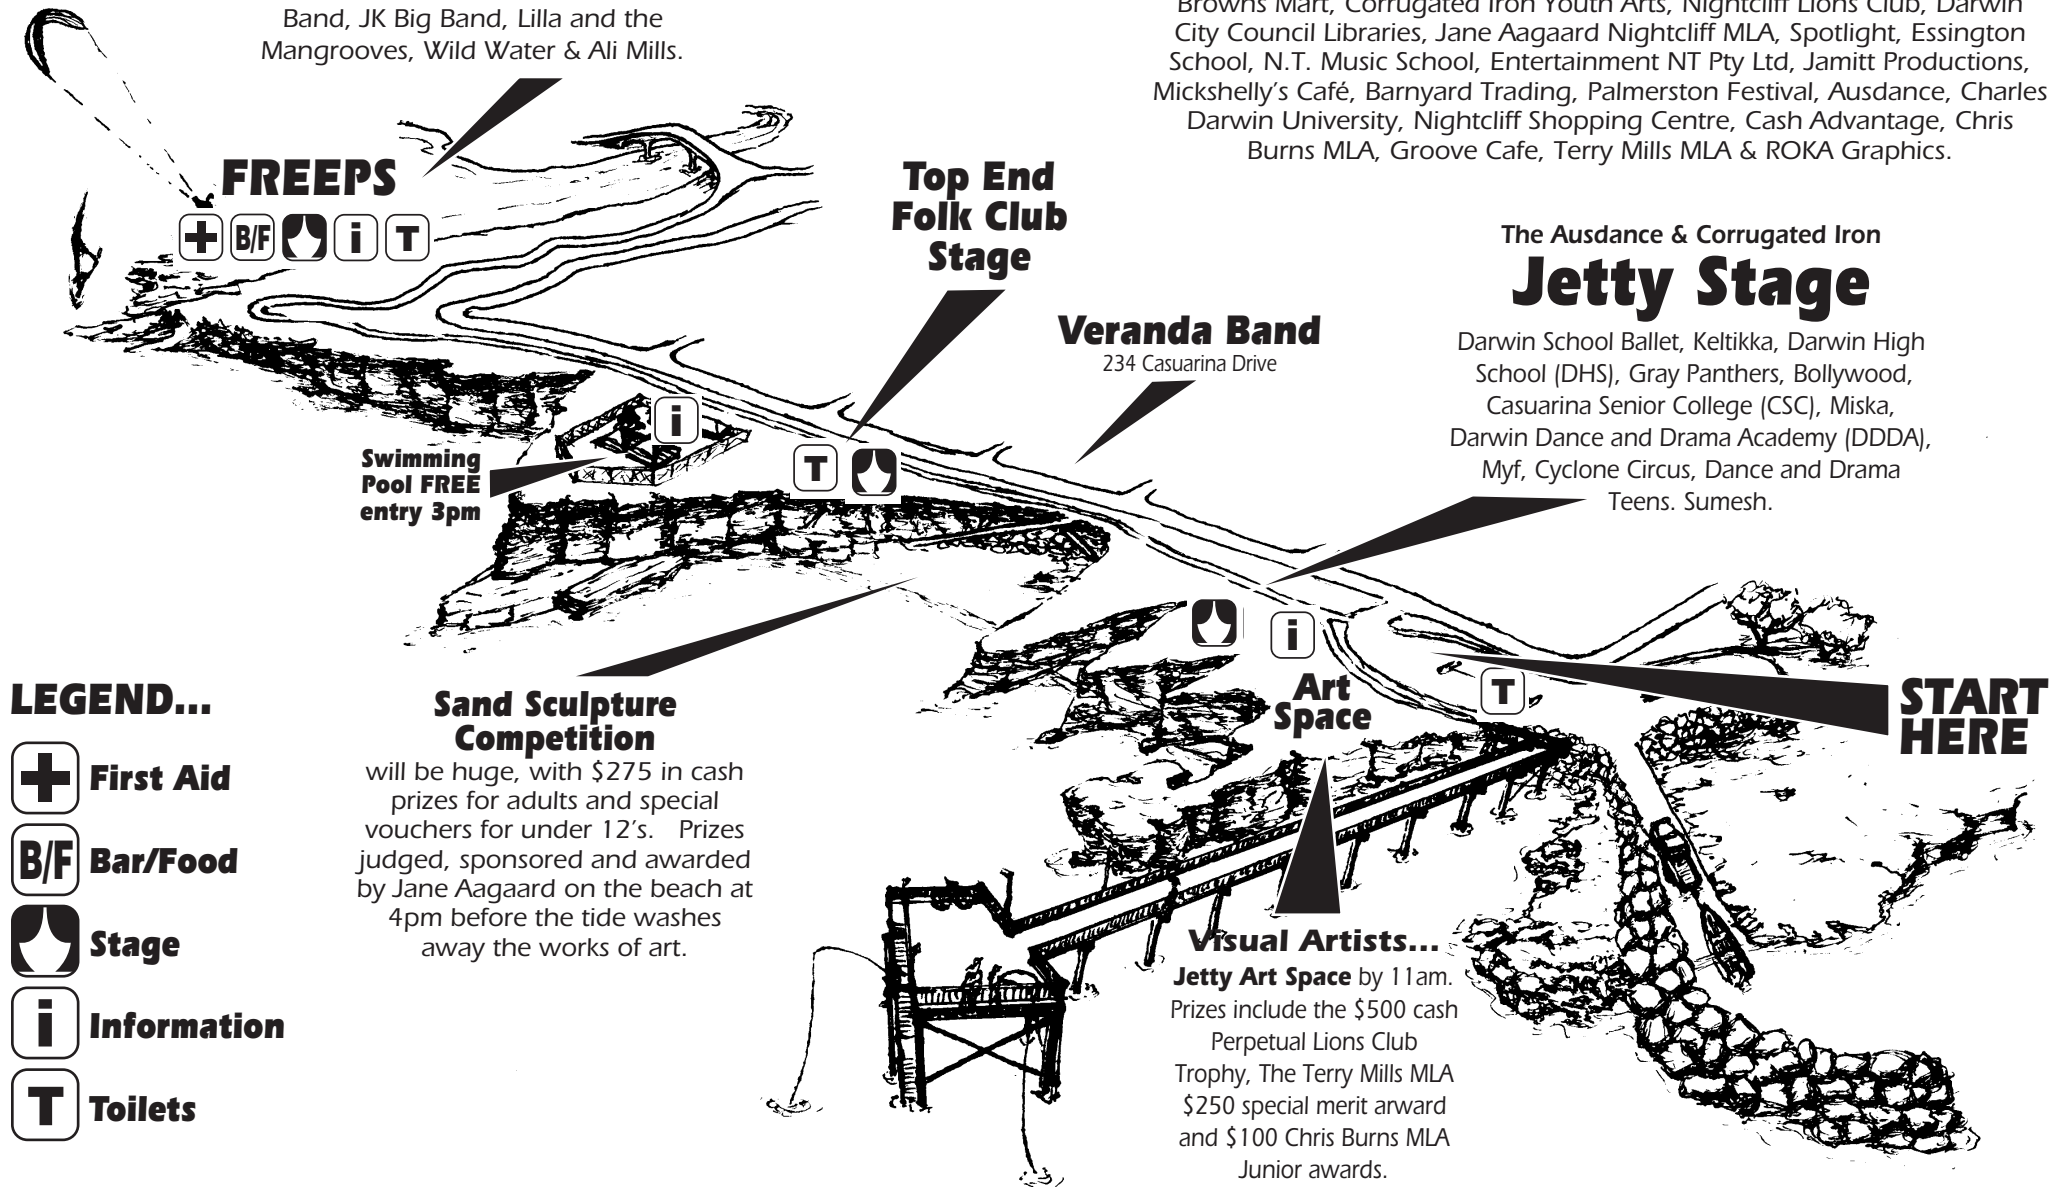 Band, JK Big Band, Lilla and the
Mangrooves, Wild Water & Ali Mills.
Browns Mart, Corrugated Iron Youth Arts, Nightcliff Lions Club, Darwin
City Council Libraries, Jane Aagaard Nightcliff MLA, Spotlight, Essington
School, N.T. Music School, Entertainment NT Pty Ltd, Jamitt Productions,
Mickshelly's Café, Barnyard Trading, Palmerston Festival, Ausdance, Charles
Darwin University, Nightcliff Shopping Centre, Cash Advantage, Chris
Burns MLA, Groove Cafe, Terry Mills MLA & ROKA Graphics.
FREEPS
B/F i T
Top End
Folk Club
Stage
Veranda Band
234 Casuarina Drive
The Ausdance & Corrugated Iron
Jetty Stage
Darwin School Ballet, Keltikka, Darwin High
School (DHS), Gray Panthers, Bollywood,
Casuarina Senior College (CSC), Miska,
Darwin Dance and Drama Academy (DDDA),
Myf, Cyclone Circus, Dance and Drama
Teens. Sumesh.
i
Swimming
Pool FREE
entry 3pm
T
i
T
Art
Space
START
HERE
Sand Sculpture
Competition
will be huge, with $275 in cash
prizes for adults and special
vouchers for under 12's. Prizes
judged, sponsored and awarded
by Jane Aagaard on the beach at
4pm before the tide washes
away the works of art.
Visual Artists...
Jetty Art Space by 11am.
Prizes include the $500 cash
Perpetual Lions Club
Trophy, The Terry Mills MLA
$250 special merit arward
and $100 Chris Burns MLA
Junior awards.
LEGEND...
First Aid
B/F Bar/Food
Stage
i Information
T Toilets